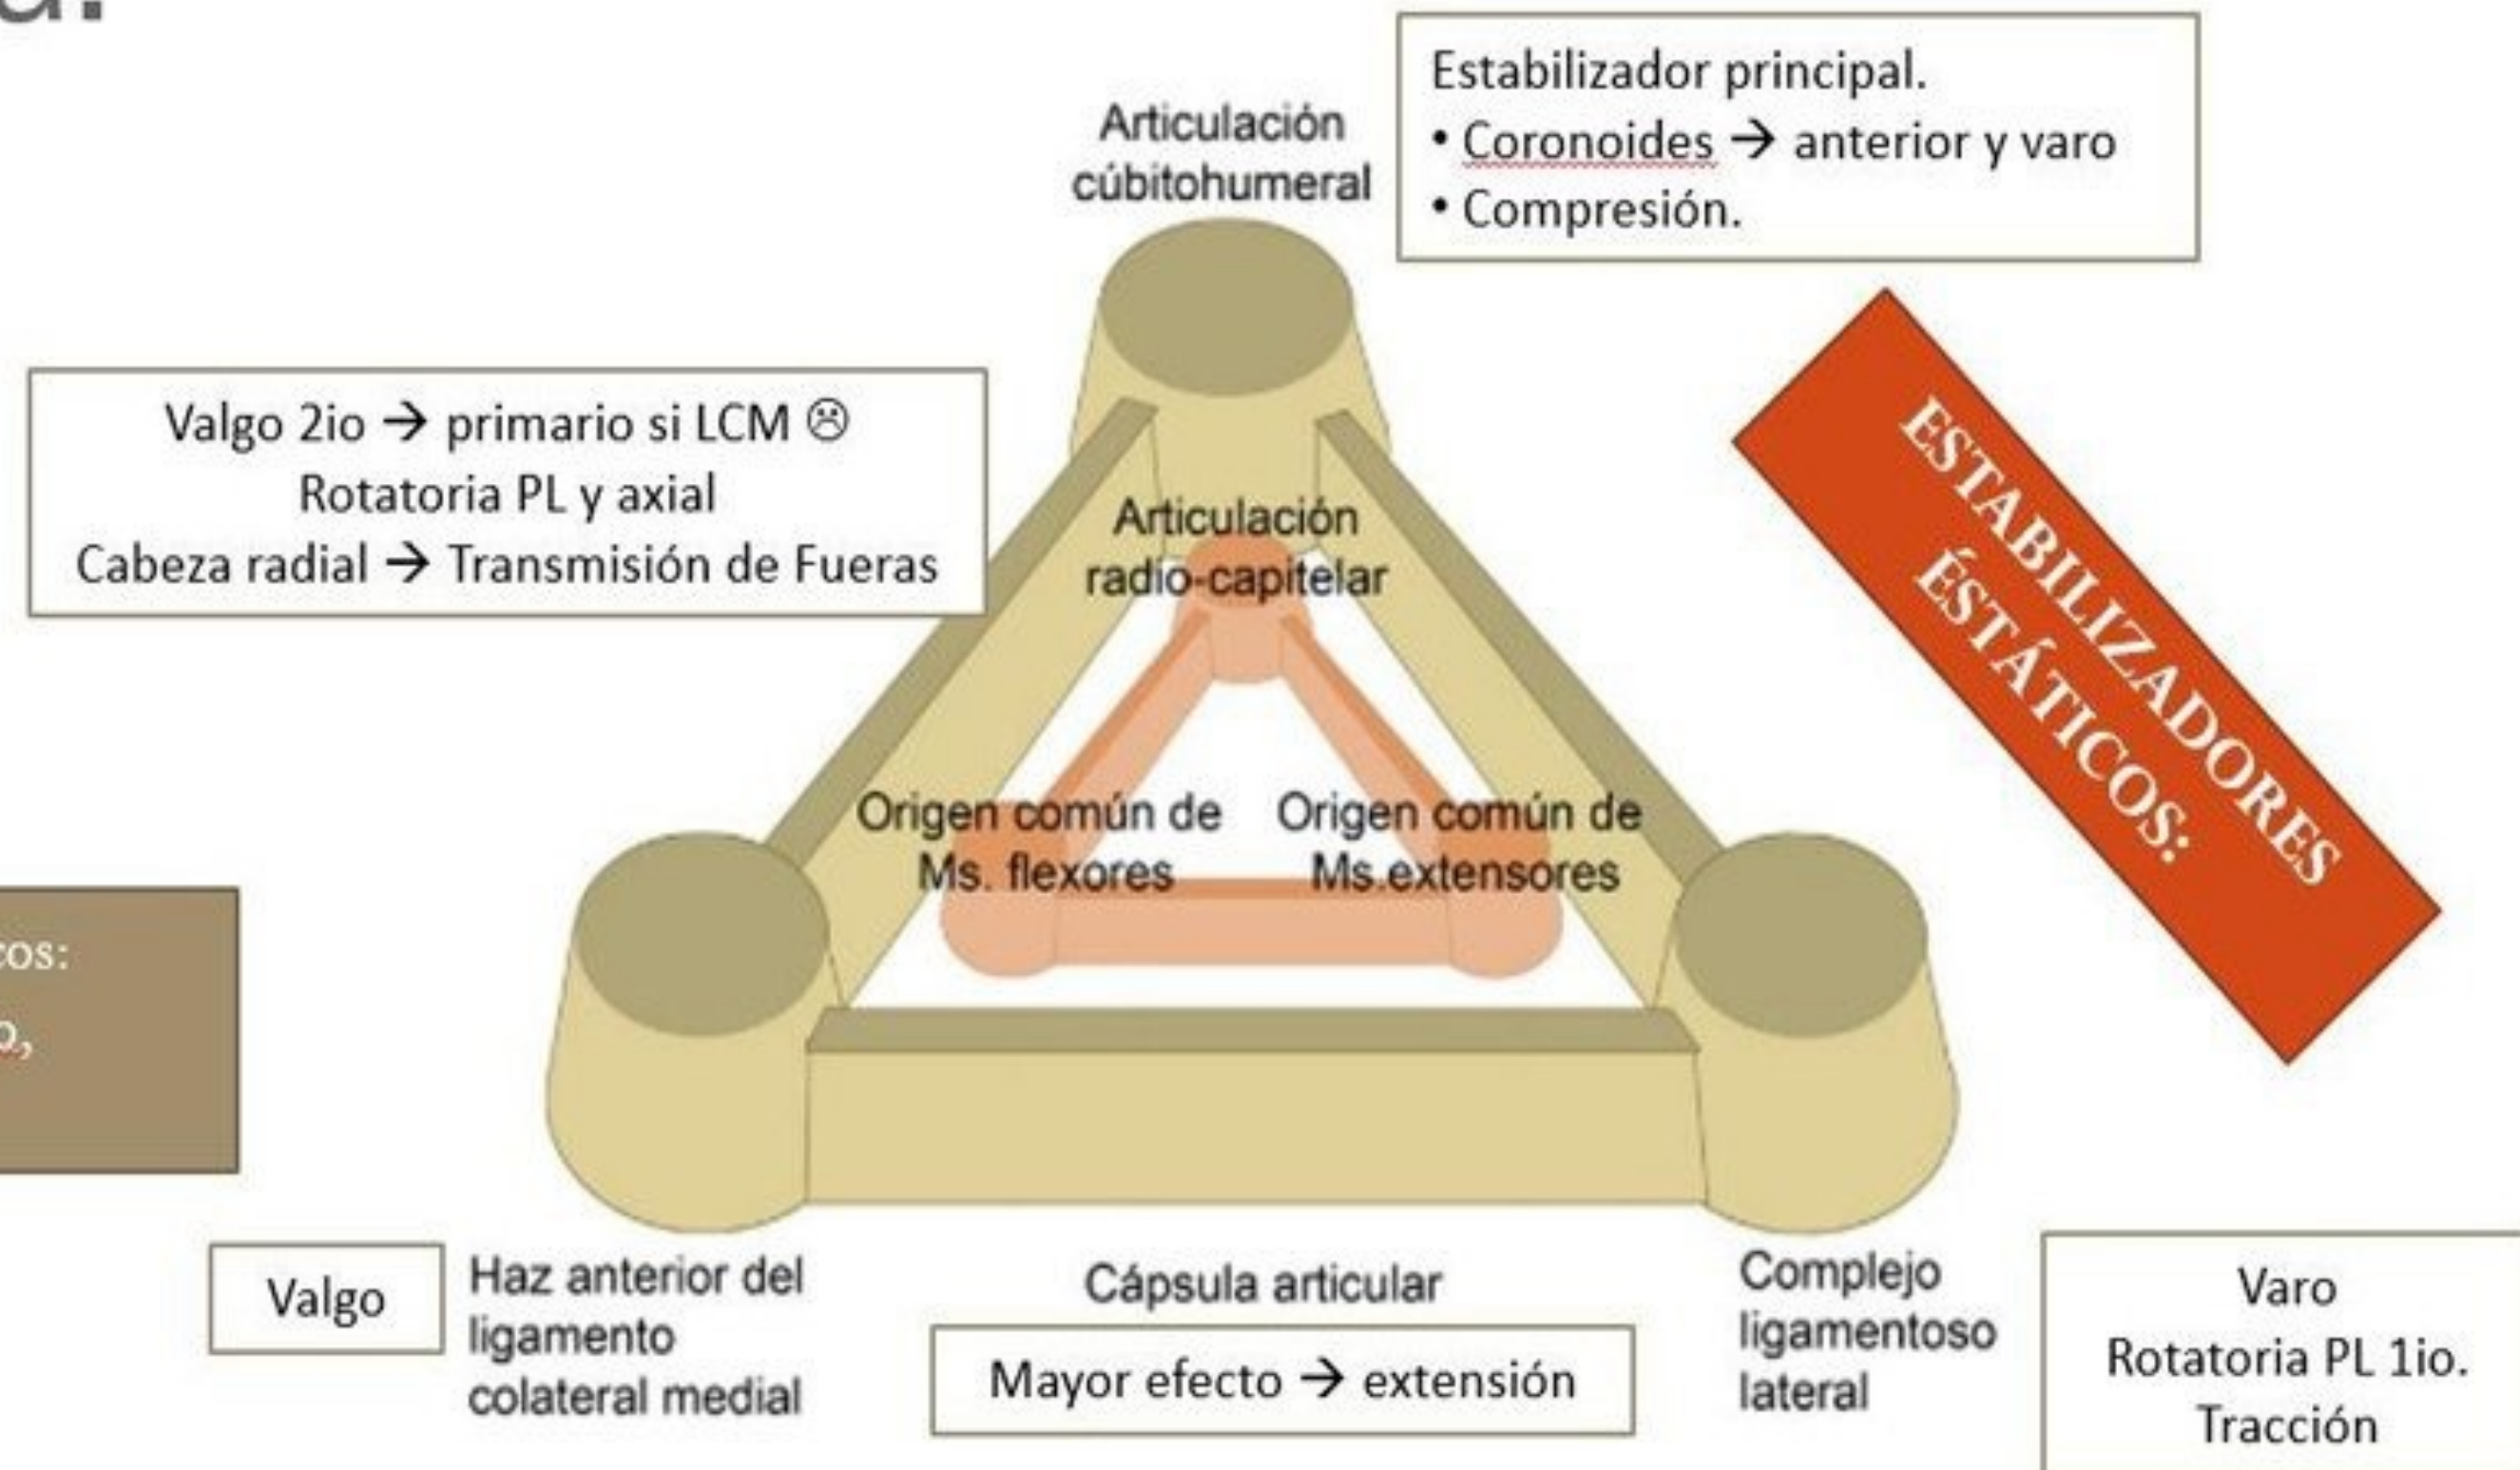 Estabilizador principal.
• Coronoides → anterior y varo
• Compresión.
Articulación
cúbitohumeral
Valgo 2io → primario si LCM ☹
Rotatoria PL y axial
Cabeza radial → Transmisión de Fueras
ESTABILIZADORES
ÉSTÁTICOS:
Articulación
radio-capitelar
Origen común de
Ms. flexores
Origen común de
Ms.extensores
cos:
o,
Valgo
Haz anterior del
ligamento
colateral medial
Cápsula articular
Mayor efecto → extensión
Complejo
ligamentoso
lateral
Varo
Rotatoria PL 1io.
Tracción